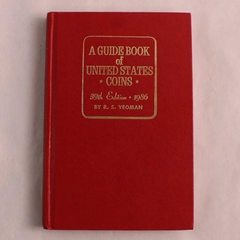 A GUIDE BOOK
of
UNITED STATES
• COINS •
39th Edition • 1986
BY R. S. YEOMAN